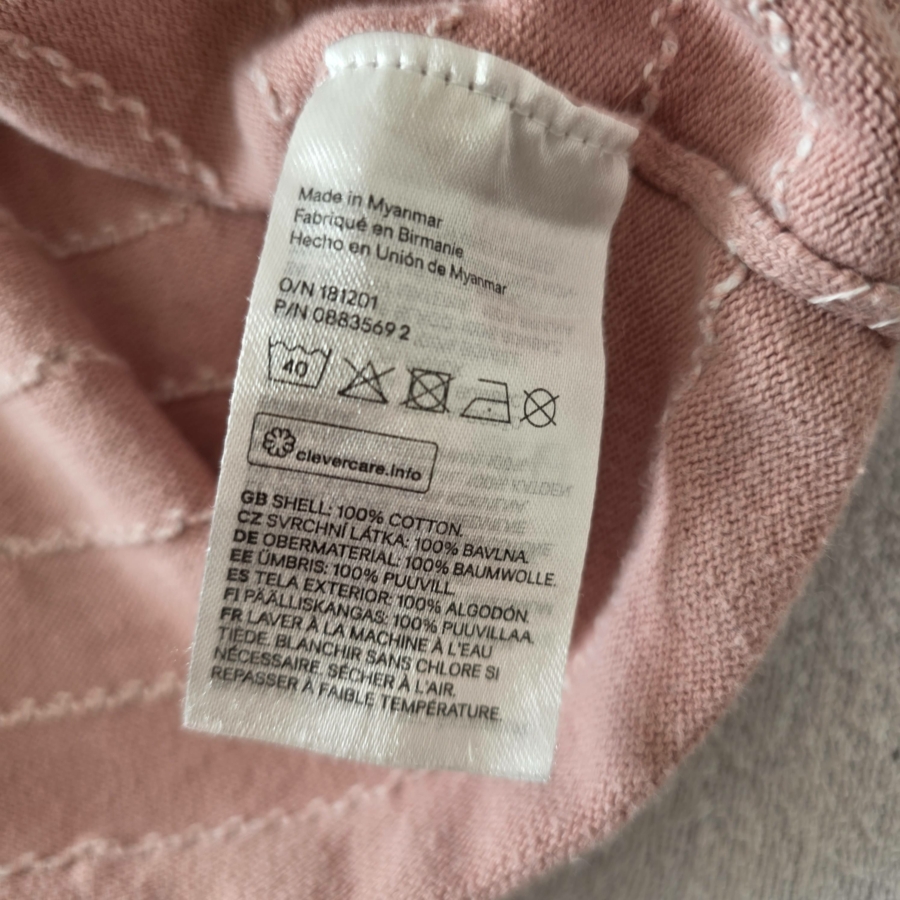 Made in Myanmar
Fabriqué en Birmanie
Hecho en Unión de Myanmar
O/N 181201
P/N 08835692
40
clevercare.info
GB SHELL: 100% COTTON.
CZ SVRCHNÍ LÁTKA: 100% BAVLNA.
DE OBERMATERIAL: 100% BAUMWOLLE.
EE ÜMBRIS: 100% PUUVILL.
ES TELA EXTERIOR: 100% ALGODÓN.
FI PÄÄLLISKANGAS: 100% PUUVILLAA.
FR LAVER À LA MACHINE À L'EAU
TIÈDE. BLANCHIR SANS CHLORE SI
NÉCESSAIRE. SÉCHER À L'AIR.
REPASSER À FAIBLE TEMPÉRATURE.